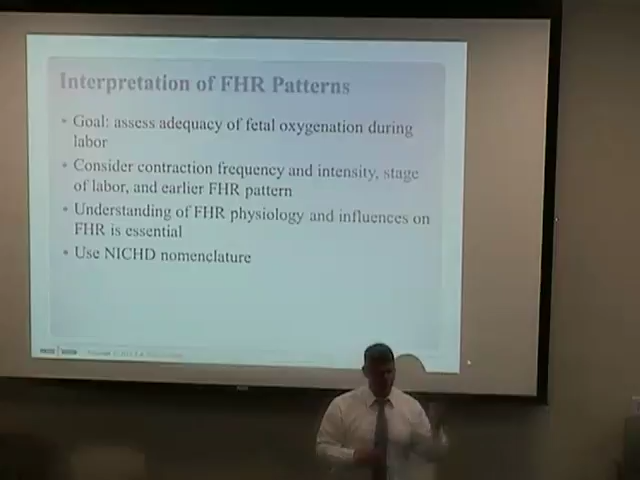 Interpretation of FHR Patterns
• Goal: assess adequacy of fetal oxygenation during
labor
• Consider contraction frequency and intensity, stage
of labor, and earlier FHR pattern
• Understanding of FHR physiology and influences on
FHR is essential
• Use NICHD nomenclature